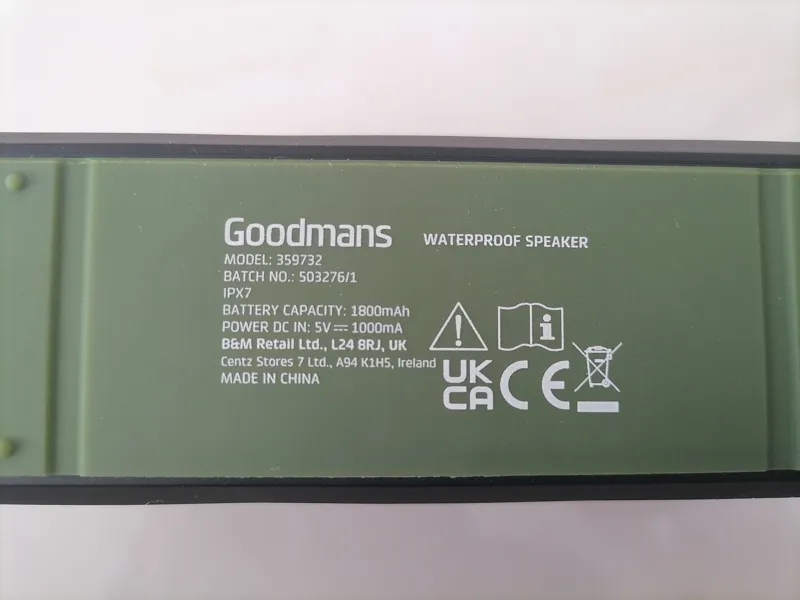 Goodmans WATERPROOF SPEAKER
MODEL: 359732
BATCH NO.: 503276/1
IPX7
BATTERY CAPACITY: 1800mAh
POWER DC IN: 5V⎓1000mA
B&M Retail Ltd., L24 8RJ, UK
Centz Stores 7 Ltd., A94 K1H5, Ireland
MADE IN CHINA
UK
CA CE